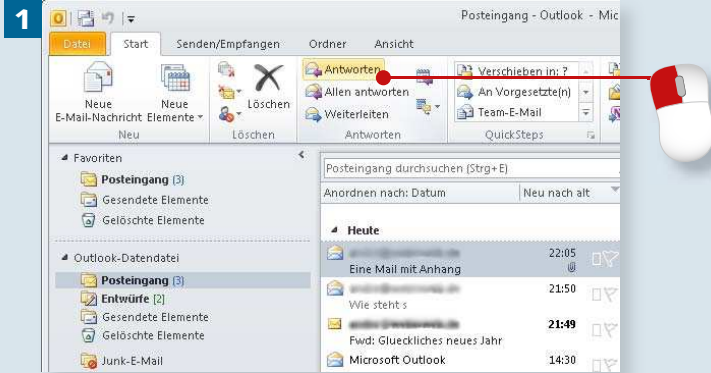 1
Posteingang - Outlook - Mic
Datei Start Senden/Empfangen Ordner Ansicht
Neue E-Mail-Nachricht
Neue Elemente
Neu
Löschen
Löschen
Antworten
Allen antworten
Weiterleiten
Antworten
Verschieben in: ?
An Vorgesetzte(n)
Team-E-Mail
QuickSteps
Favoriten
Posteingang (3)
Gesendete Elemente
Gelöschte Elemente
Outlook-Datendatei
Posteingang (3)
Entwürfe [2]
Gesendete Elemente
Gelöschte Elemente
Junk-E-Mail
Posteingang durchsuchen (Strg+E)
Anordnen nach: Datum Neu nach alt
Heute
22:05
Eine Mail mit Anhang
21:50
Wie steht s
21:49
Fwd: Glueckliches neues Jahr
Microsoft Outlook 14:30